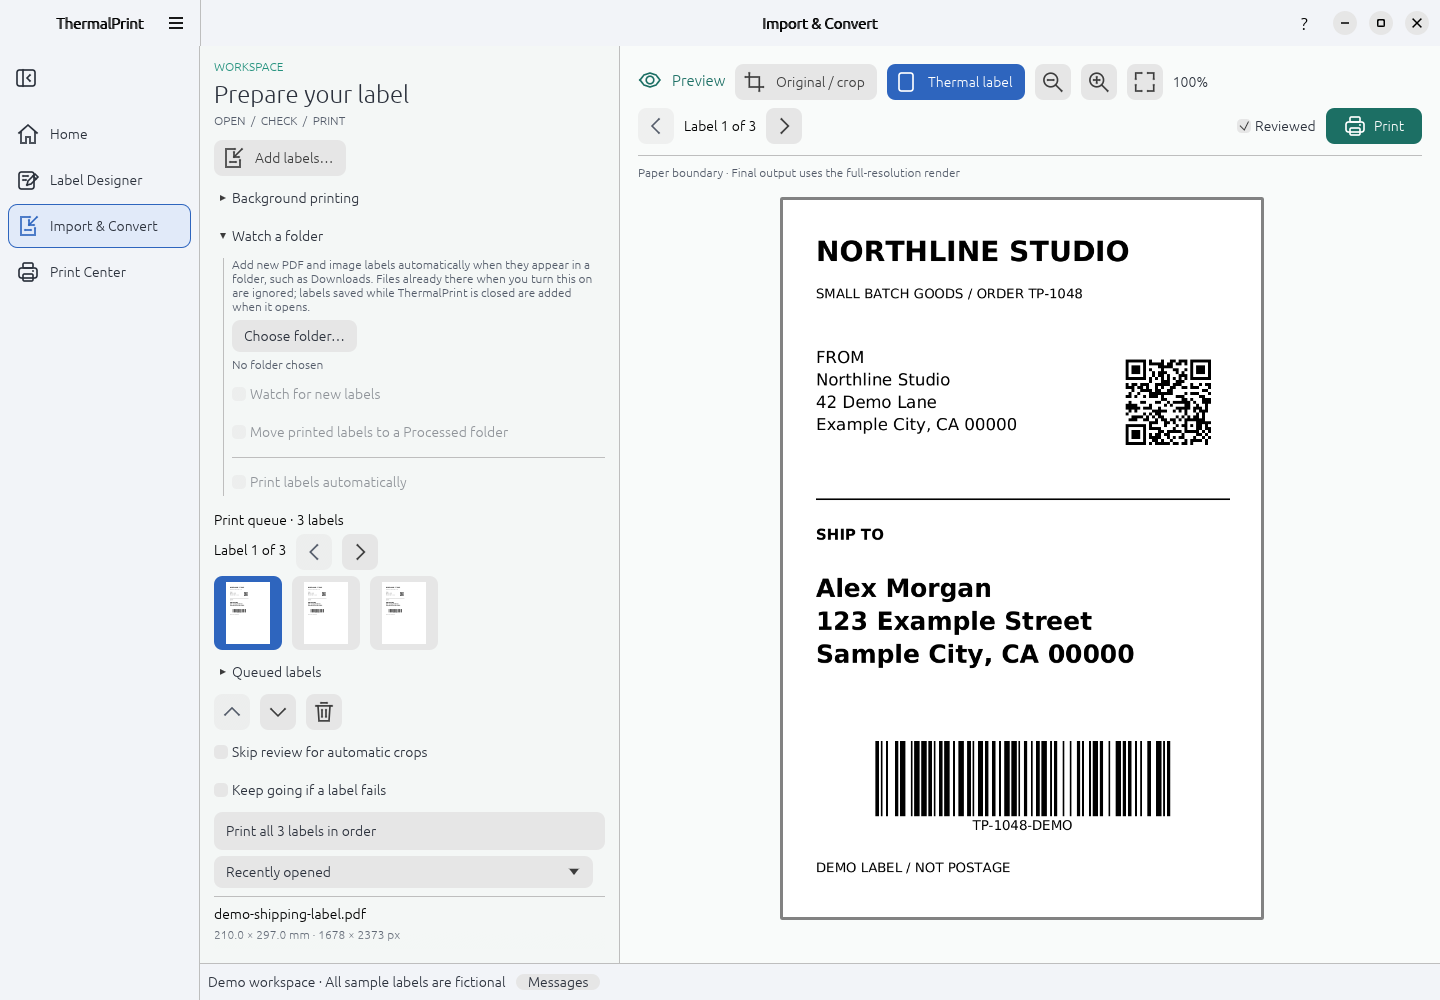 ThermalPrint
Import & Convert
?
Home
Label Designer
Import & Convert
Print Center
WORKSPACE
Prepare your label
OPEN / CHECK / PRINT
Add labels...
Background printing
Watch a folder
Add new PDF and image labels automatically when they appear in a
folder, such as Downloads. Files already there when you turn this on
are ignored; labels saved while ThermalPrint is closed are added
when it opens.
Choose folder...
No folder chosen
Watch for new labels
Move printed labels to a Processed folder
Print labels automatically
Print queue · 3 labels
Label 1 of 3
Queued labels
Skip review for automatic crops
Keep going if a label fails
Print all 3 labels in order
Recently opened
demo-shipping-label.pdf
210.0 × 297.0 mm · 1678 × 2373 px
Preview
Original / crop
Thermal label
100%
Label 1 of 3
Reviewed
Print
Paper boundary · Final output uses the full-resolution render
NORTHLINE STUDIO
SMALL BATCH GOODS / ORDER TP-1048
FROM
Northline Studio
42 Demo Lane
Example City, CA 00000
SHIP TO
Alex Morgan
123 Example Street
Sample City, CA 00000
TP-1048-DEMO
DEMO LABEL / NOT POSTAGE
Demo workspace · All sample labels are fictional
Messages